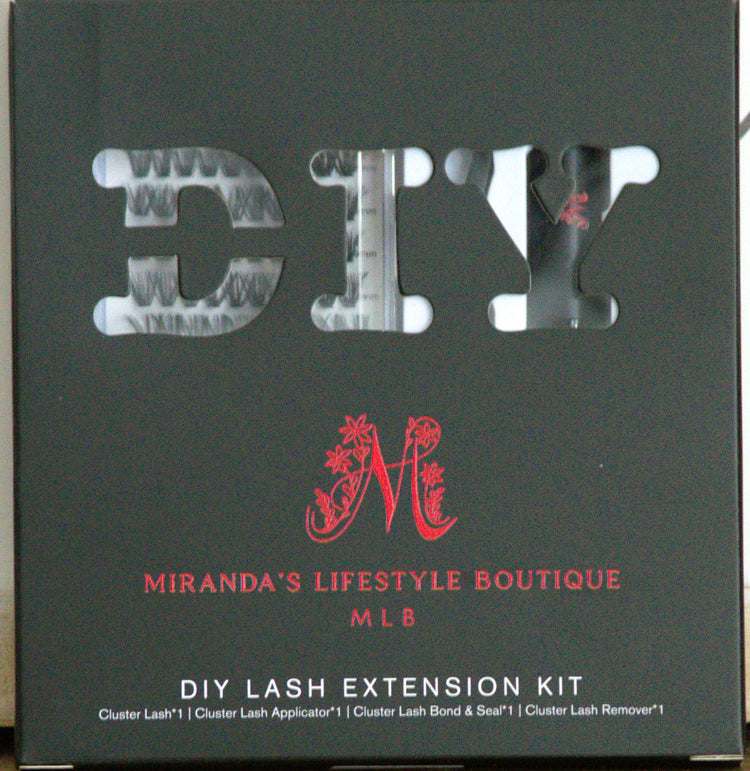 DIY
M
MIRANDA'S LIFESTYLE BOUTIQUE
MLB
DIY LASH EXTENSION KIT
Cluster Lash*1 | Cluster Lash Applicator*1 | Cluster Lash Bond & Seal*1 | Cluster Lash Remover*1